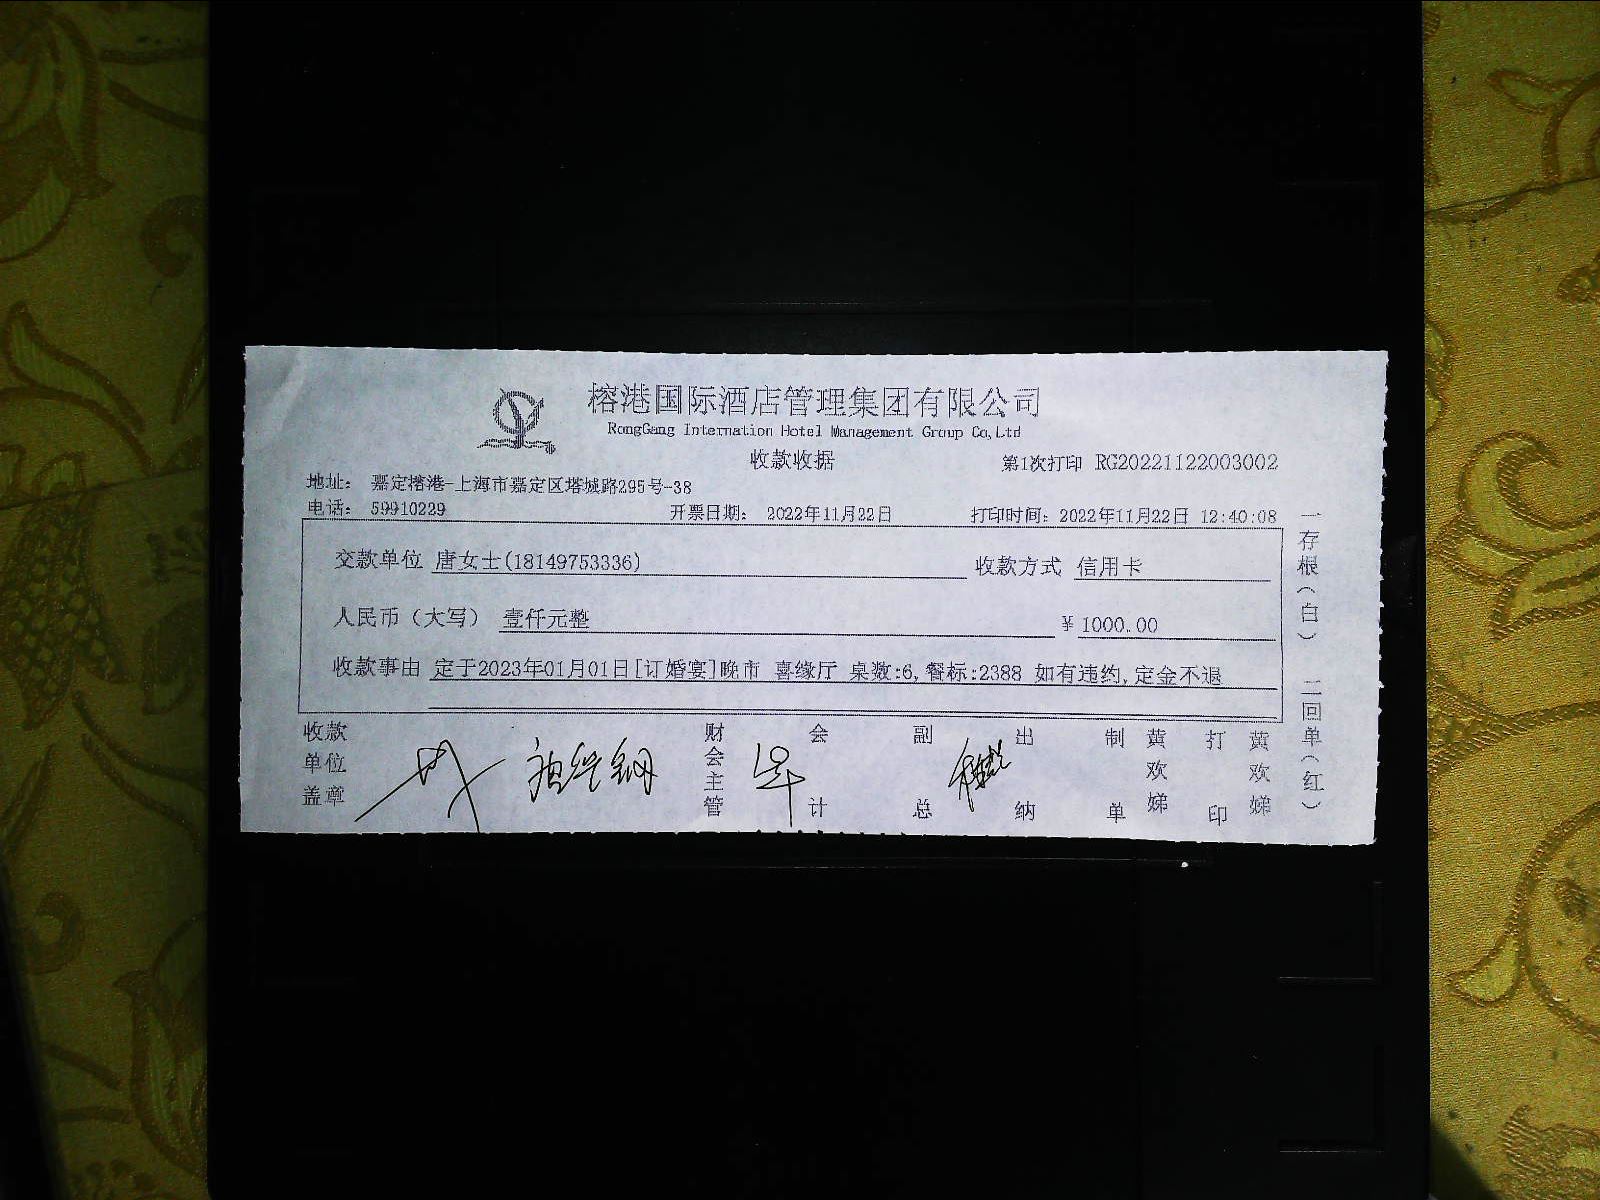 榕港国际酒店管理集团有限公司
RongGang Internation Hotel Management Group Co,Ltd
收款收据
第1次打印 RG20221122003002
地址： 嘉定榕港-上海市嘉定区塔城路295号-38
电话： 59910229
开票日期： 2022年11月22日
打印时间：2022年11月22日 12:40:08
交款单位 唐女士(18149753336)
收款方式 信用卡
人民币（大写） 壹仟元整
¥ 1000.00
收款事由 定于2023年01月01日[订婚宴]晚市 喜缘厅 桌数:6,餐标:2388 如有违约,定金不退
收款单位盖章
财会主管
会计
副总
出纳
制单 黄欢娣
打印 黄欢娣
一存根（白） 二回单（红）